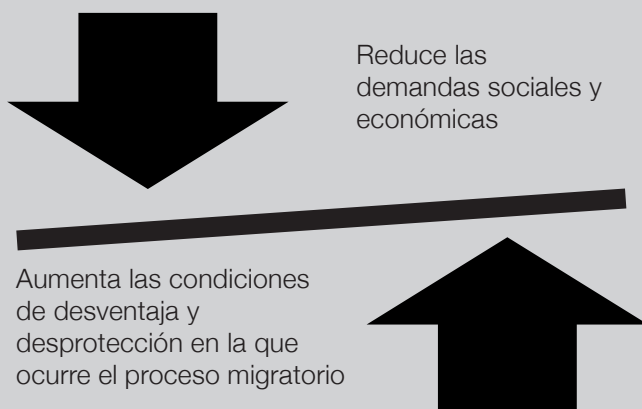 Reduce las
demandas sociales y
económicas
Aumenta las condiciones
de desventaja y
desprotección en la que
ocurre el proceso migratorio